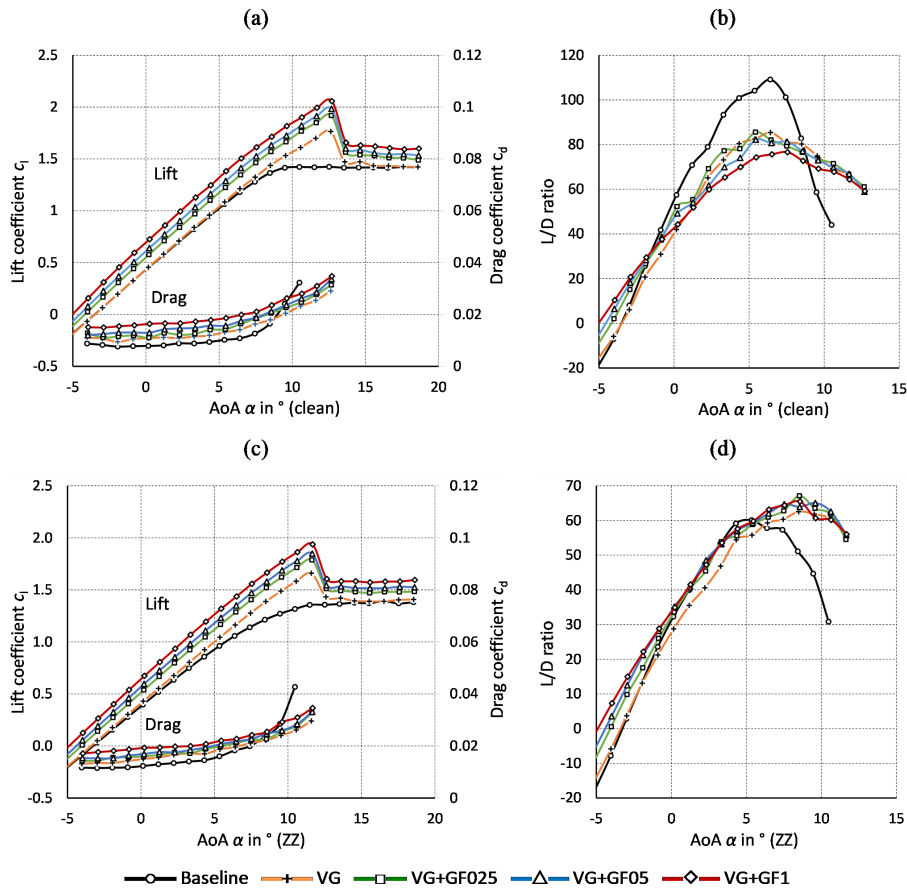 (a)
(b)
2.5
2
1.5
1
0.5
0
-0.5
Lift coefficient cl
0.12
0.1
0.08
0.06
0.04
0.02
0
Drag coefficient cd
Lift
Drag
-5 0 5 10 15 20
AoA α in ° (clean)
120
100
80
60
40
20
0
-20
L/D ratio
-5 0 5 10 15
AoA α in ° (clean)
(c)
(d)
2.5
2.0
1.5
1.0
0.5
0.0
-0.5
Lift coefficient cl
0.12
0.1
0.08
0.06
0.04
0.02
0
Drag coefficient cd
Lift
Drag
-5 0 5 10 15 20
AoA α in ° (ZZ)
70
60
50
40
30
20
10
0
-10
-20
L/D ratio
-5 0 5 10 15
AoA α in ° (ZZ)
Baseline VG VG+GF025 VG+GF05 VG+GF1